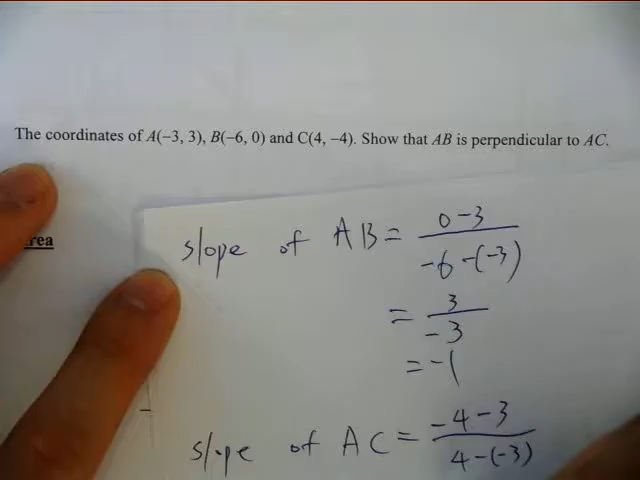 The coordinates of A(−3, 3), B(−6, 0) and C(4, −4). Show that AB is perpendicular to AC.
rea
slope of AB = (0-3)/(-6-(-3))
= 3/(-3)
= -1
slope of AC = (-4-3)/(4-(-3))